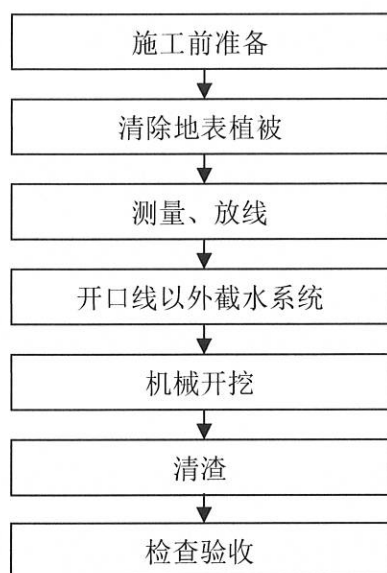 施工前准备
清除地表植被
测量、放线
开口线以外截水系统
机械开挖
清渣
检查验收